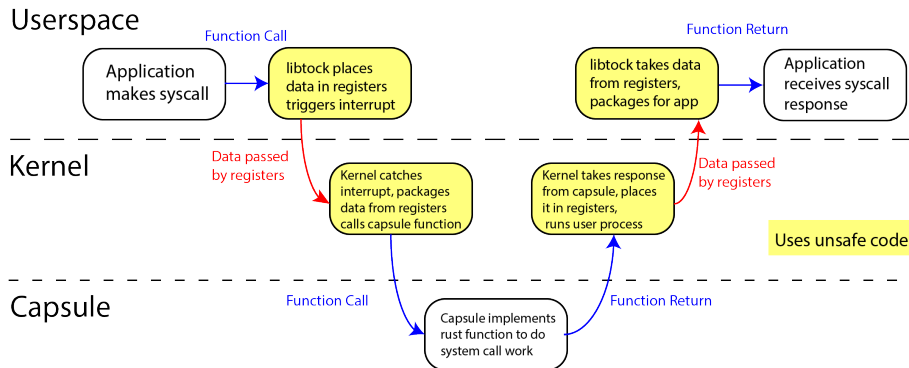 Userspace
Function Call
Function Return
Application
makes syscall
libtock places
data in registers
triggers interrupt
libtock takes data
from registers,
packages for app
Application
receives syscall
response
Kernel
Data passed
by registers
Kernel catches
interrupt, packages
data from registers
calls capsule function
Kernel takes response
from capsule, places
it in registers,
runs user process
Data passed
by registers
Uses unsafe code
Capsule
Function Call
Function Return
Capsule implements
rust function to do
system call work